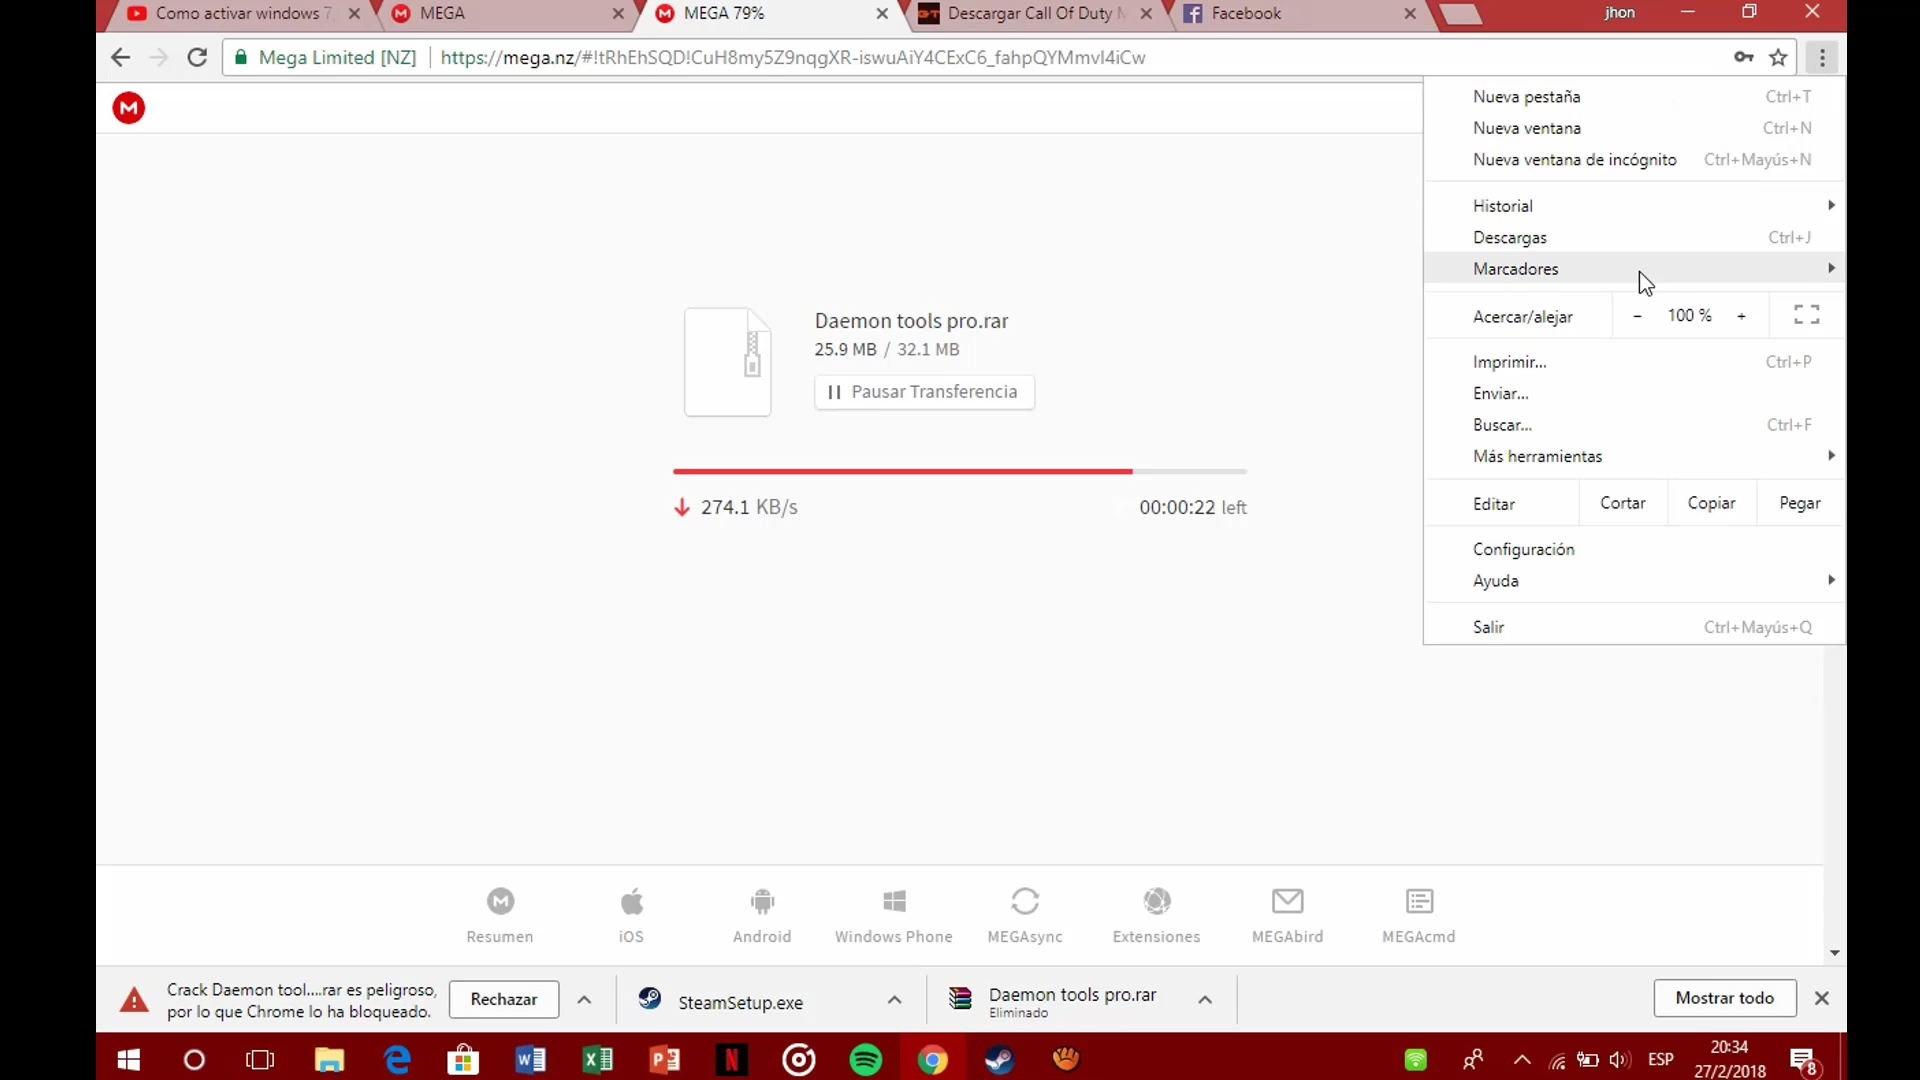 Como activar windows 7
MEGA
MEGA 79%
Descargar Call Of Duty M
Facebook
jhon
Mega Limited [NZ]
https://mega.nz/#!tRhEhSQD!CuH8my5Z9nqgXR-iswuAiY4CExC6_fahpQYMmvl4iCw
Nueva pestaña Ctrl+T
Nueva ventana Ctrl+N
Nueva ventana de incógnito Ctrl+Mayús+N
Historial
Descargas Ctrl+J
Marcadores
Acercar/alejar - 100 % +
Imprimir... Ctrl+P
Enviar...
Buscar... Ctrl+F
Más herramientas
Editar Cortar Copiar Pegar
Configuración
Ayuda
Salir Ctrl+Mayús+Q
Daemon tools pro.rar
25.9 MB / 32.1 MB
Pausar Transferencia
274.1 KB/s
00:00:22 left
Resumen
iOS
Android
Windows Phone
MEGAsync
Extensiones
MEGAbird
MEGAcmd
Crack Daemon tool....rar es peligroso,
por lo que Chrome lo ha bloqueado.
Rechazar
SteamSetup.exe
Daemon tools pro.rar
Eliminado
Mostrar todo
ESP
20:34
27/2/2018
8